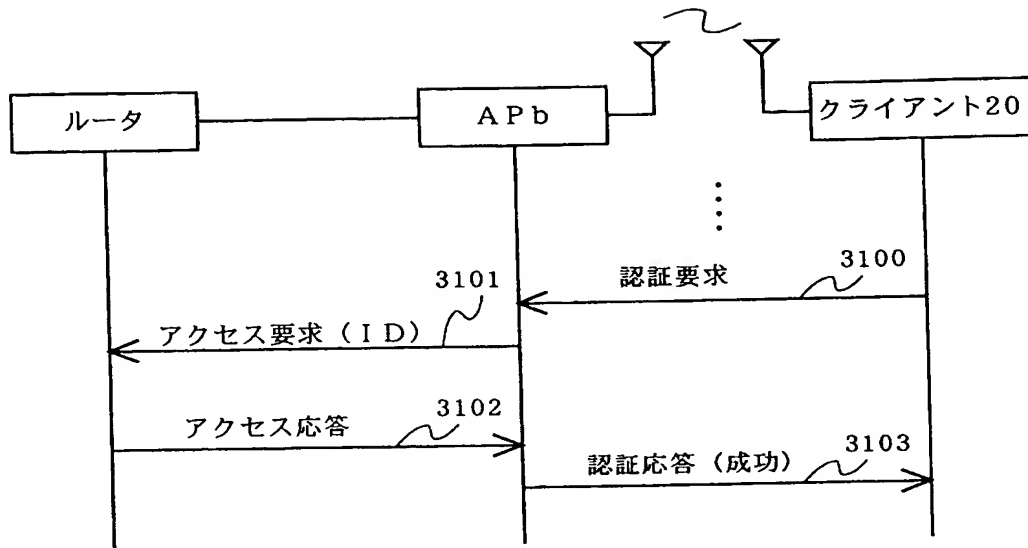 ルータ
APb
クライアント20
3100
認証要求
3101
アクセス要求（ID）
3102
アクセス応答
3103
認証応答（成功）